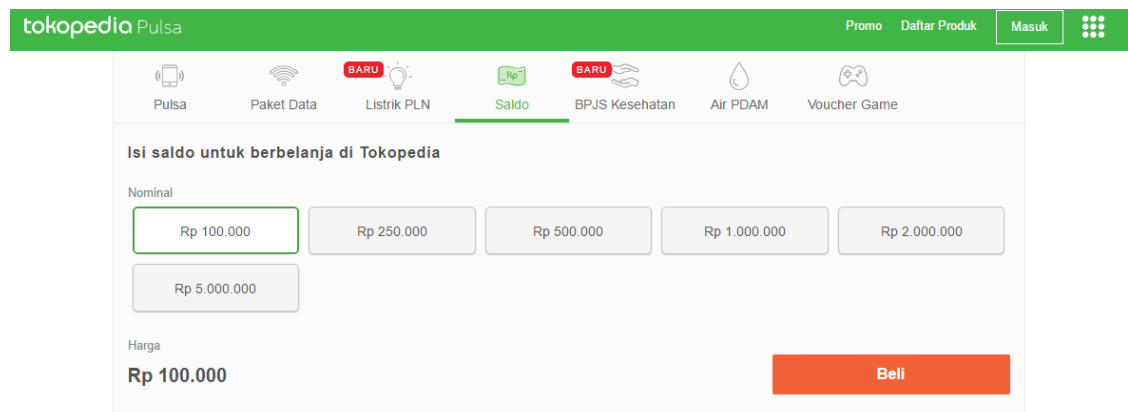 tokopedia Pulsa
Promo Daftar Produk Masuk
BARU BARU
Pulsa Paket Data Listrik PLN Saldo BPJS Kesehatan Air PDAM Voucher Game
Isi saldo untuk berbelanja di Tokopedia
Nominal
Rp 100.000 Rp 250.000 Rp 500.000 Rp 1.000.000 Rp 2.000.000
Rp 5.000.000
Harga
Rp 100.000 Beli